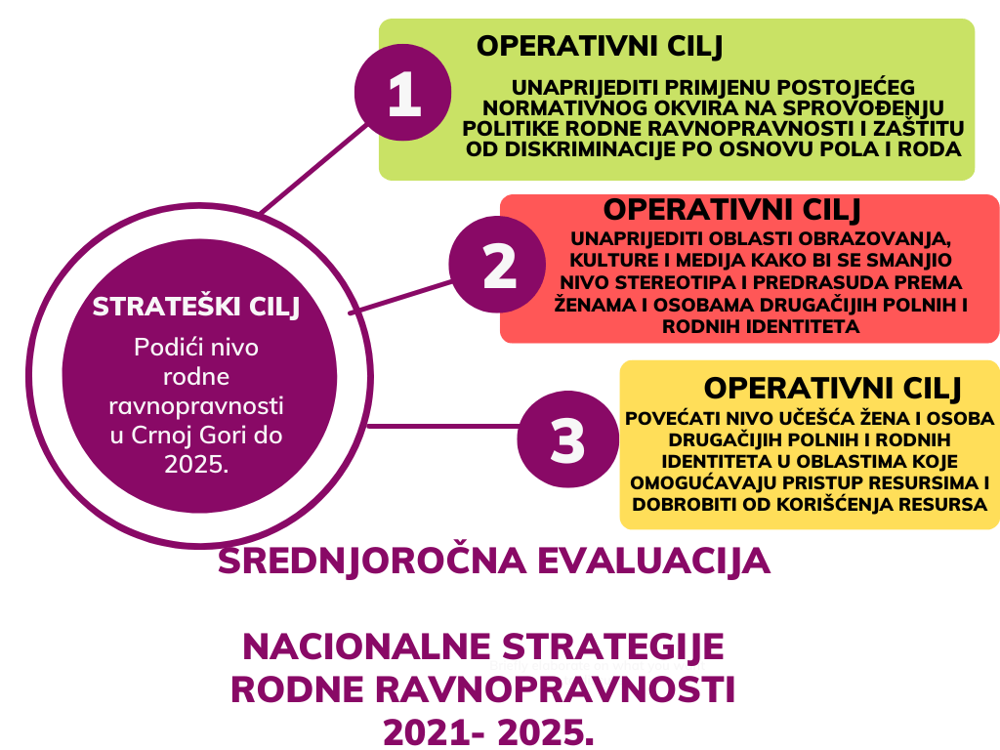 OPERATIVNI CILJ
1
UNAPRIJEDITI PRIMJENU POSTOJEĆEG
NORMATIVNOG OKVIRA NA SPROVOĐENJU
POLITIKE RODNE RAVNOPRAVNOSTI I ZAŠTITU
OD DISKRIMINACIJE PO OSNOVU POLA I RODA
OPERATIVNI CILJ
2
UNAPRIJEDITI OBLASTI OBRAZOVANJA,
KULTURE I MEDIJA KAKO BI SE SMANJIO
NIVO STEREOTIPA I PREDRASUDA PREMA
ŽENAMA I OSOBAMA DRUGAČIJIH POLNIH I
RODNIH IDENTITETA
STRATEŠKI CILJ
Podići nivo
rodne
ravnopravnosti
u Crnoj Gori do
2025.
OPERATIVNI CILJ
3
POVEĆATI NIVO UČEŠĆA ŽENA I OSOBA
DRUGAČIJIH POLNIH I RODNIH
IDENTITETA U OBLASTIMA KOJE
OMOGUĆAVAJU PRISTUP RESURSIMA I
DOBROBITI OD KORIŠĆENJA RESURSA
SREDNJOROČNA EVALUACIJA
NACIONALNE STRATEGIJE
RODNE RAVNOPRAVNOSTI
2021- 2025.